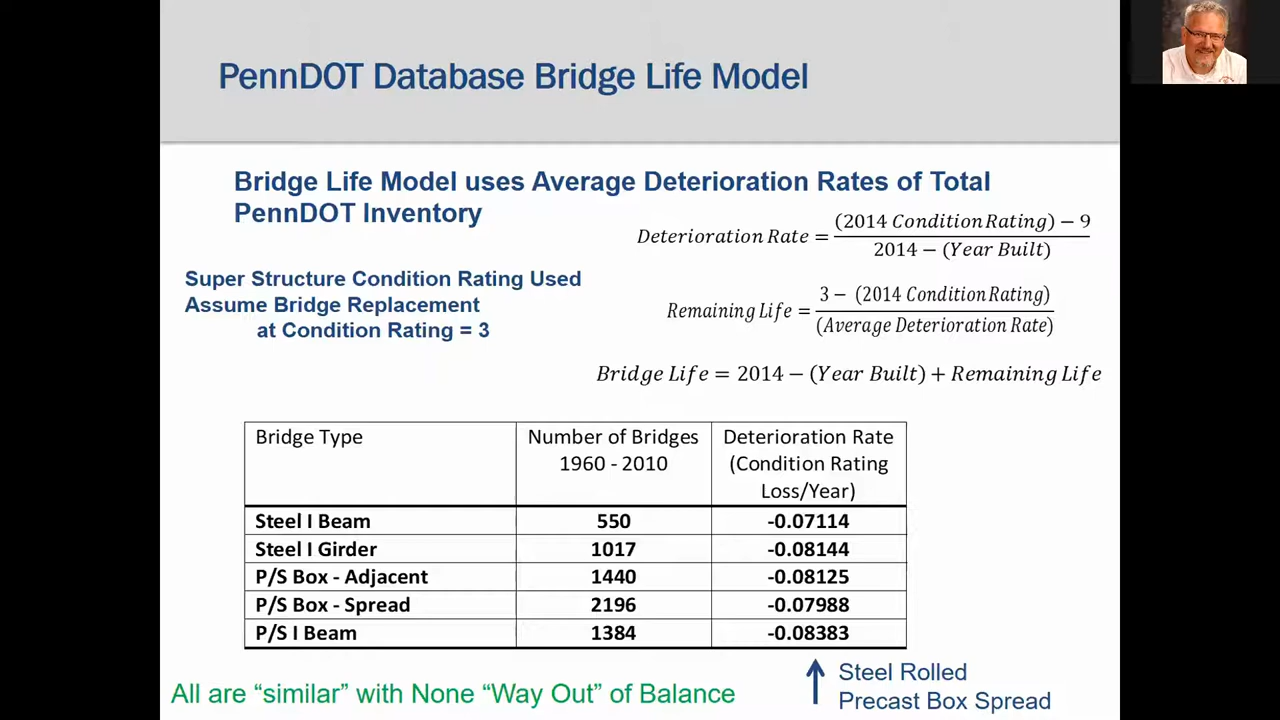 PennDOT Database Bridge Life Model
Bridge Life Model uses Average Deterioration Rates of Total
PennDOT Inventory
Deterioration Rate = (2014 Condition Rating) − 9 / 2014 − (Year Built)
Super Structure Condition Rating Used
Assume Bridge Replacement
at Condition Rating = 3
Remaining Life = 3 − (2014 Condition Rating) / (Average Deterioration Rate)
Bridge Life = 2014 − (Year Built) + Remaining Life
Bridge Type Number of Bridges Deterioration Rate
1960 - 2010 (Condition Rating
Loss/Year)
Steel I Beam 550 -0.07114
Steel I Girder 1017 -0.08144
P/S Box - Adjacent 1440 -0.08125
P/S Box - Spread 2196 -0.07988
P/S I Beam 1384 -0.08383
Steel Rolled
Precast Box Spread
All are “similar” with None “Way Out” of Balance